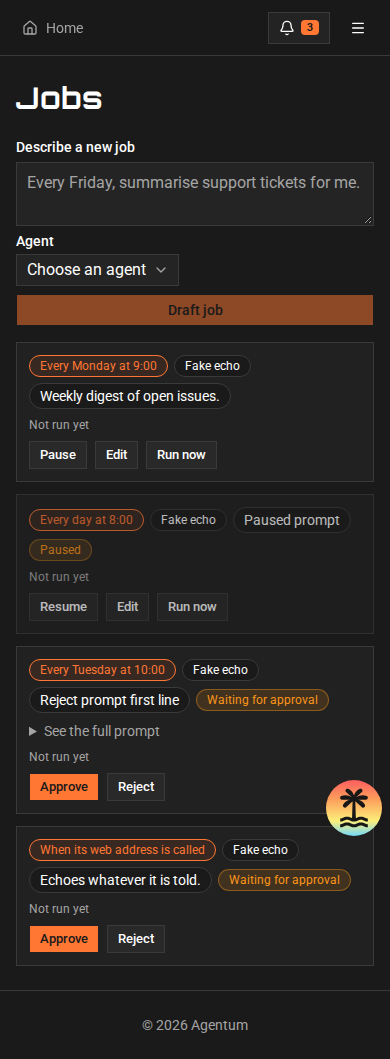 Home
3
Jobs
Describe a new job
Every Friday, summarise support tickets for me.
Agent
Choose an agent
Draft job
Every Monday at 9:00 Fake echo
Weekly digest of open issues.
Not run yet
Pause Edit Run now
Every day at 8:00 Fake echo Paused prompt
Paused
Not run yet
Resume Edit Run now
Every Tuesday at 10:00 Fake echo
Reject prompt first line Waiting for approval
See the full prompt
Not run yet
Approve Reject
When its web address is called Fake echo
Echoes whatever it is told. Waiting for approval
Not run yet
Approve Reject
© 2026 Agentum